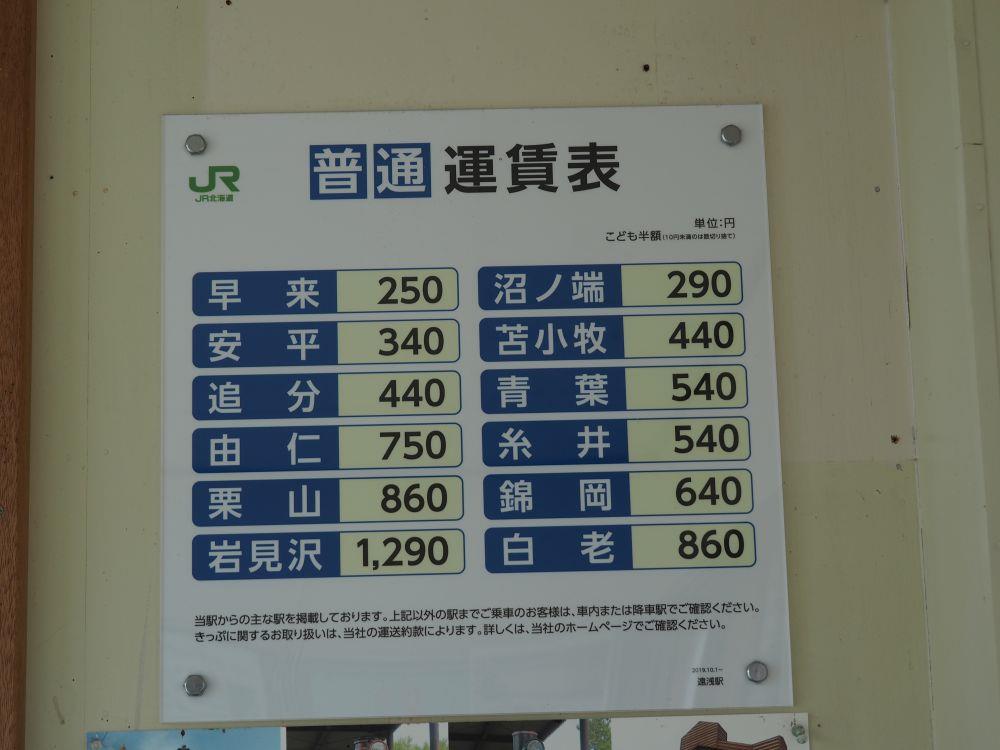 JR
JR北海道
普通運賃表
単位:円
こども半額(10円未満のは数切り捨て)
早来 250
安平 340
追分 440
由仁 750
栗山 860
岩見沢 1,290
沼ノ端 290
苫小牧 440
青葉 540
糸井 540
錦岡 640
白老 860
当駅からの主な駅を掲載しております。上記以外の駅までご乗車のお客様は、車内または降車駅でご確認ください。
きっぷに関するお取り扱いは、当社の運送約款によります。詳しくは、当社のホームページでご確認ください。
2019.10.1~
遠浅駅